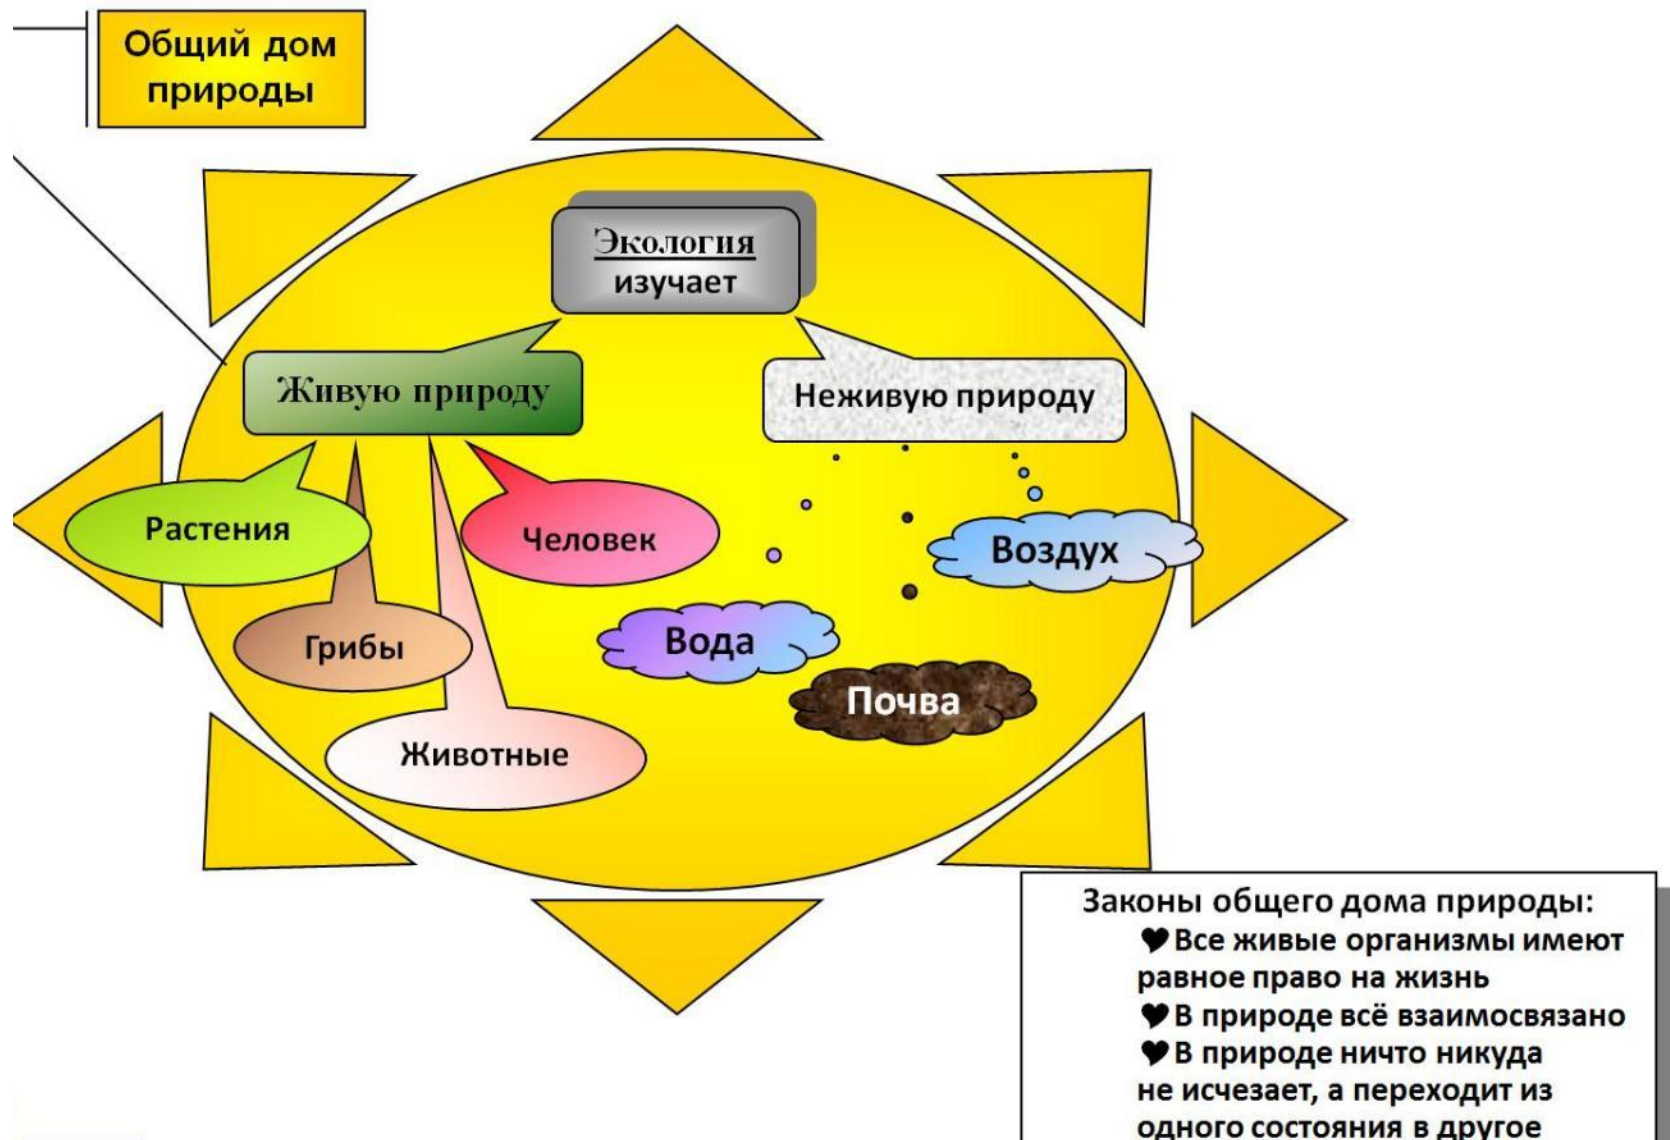 Общий дом
природы
Экология
изучает
Живую природу
Неживую природу
Растения
Человек
Воздух
Грибы
Вода
Почва
Животные
Законы общего дома природы:
Все живые организмы имеют
равное право на жизнь
В природе всё взаимосвязано
В природе ничто никуда
не исчезает, а переходит из
одного состояния в другое